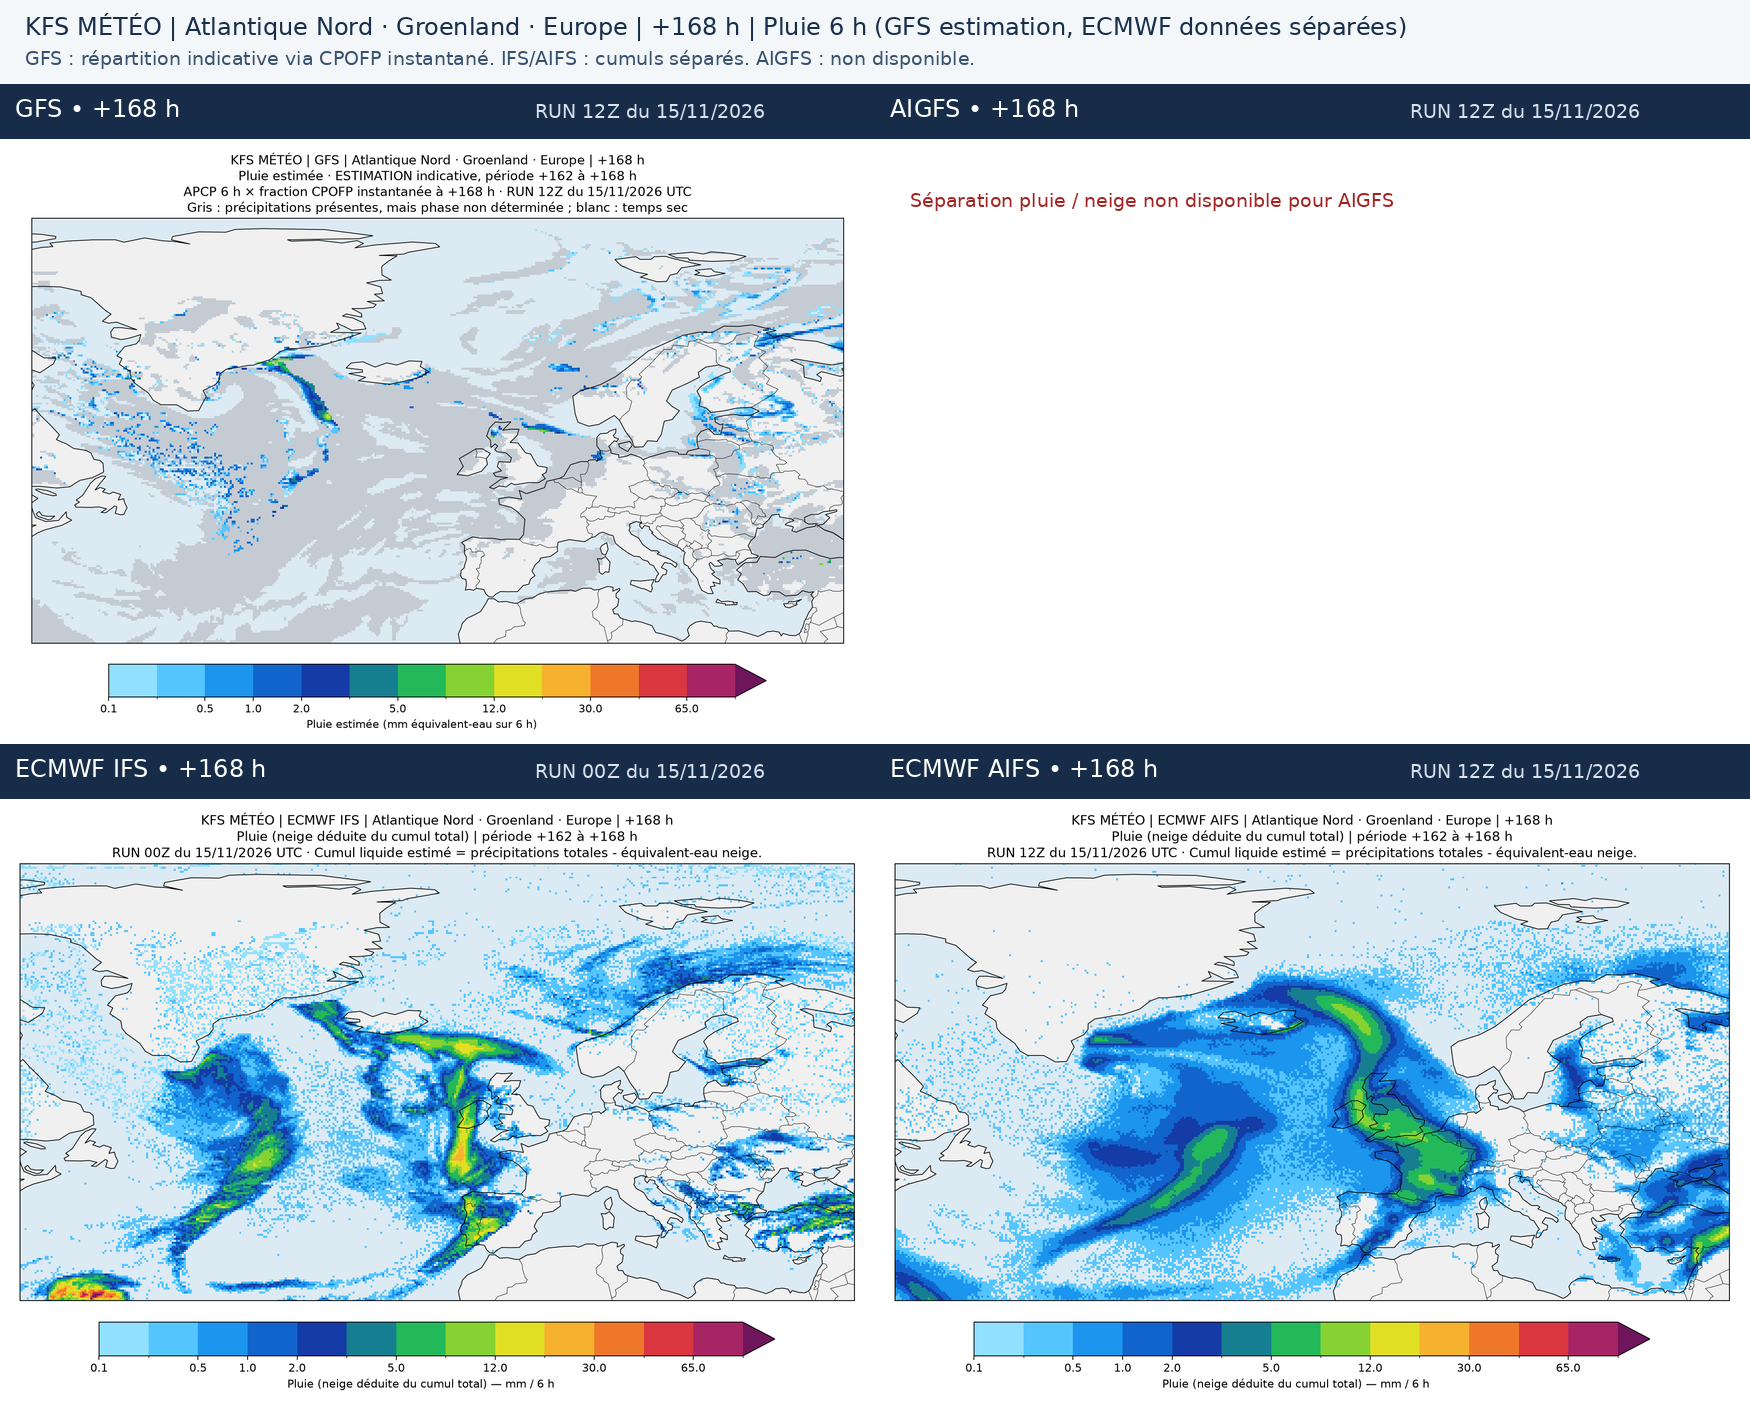 KFS MÉTÉO | Atlantique Nord · Groenland · Europe | +168 h | Pluie 6 h (GFS estimation, ECMWF données séparées)
GFS : répartition indicative via CPOFP instantané. IFS/AIFS : cumuls séparés. AIGFS : non disponible.
GFS • +168 h
RUN 12Z du 15/11/2026
AIGFS • +168 h
RUN 12Z du 15/11/2026
KFS MÉTÉO | GFS | Atlantique Nord · Groenland · Europe | +168 h
Pluie estimée · ESTIMATION indicative, période +162 à +168 h
APCP 6 h × fraction CPOFP instantanée à +168 h · RUN 12Z du 15/11/2026 UTC
Gris : précipitations présentes, mais phase non déterminée ; blanc : temps sec
Séparation pluie / neige non disponible pour AIGFS
0.1 0.5 1.0 2.0 5.0 12.0 30.0 65.0
Pluie estimée (mm équivalent-eau sur 6 h)
ECMWF IFS • +168 h
RUN 00Z du 15/11/2026
ECMWF AIFS • +168 h
RUN 12Z du 15/11/2026
KFS MÉTÉO | ECMWF IFS | Atlantique Nord · Groenland · Europe | +168 h
Pluie (neige déduite du cumul total) | période +162 à +168 h
RUN 00Z du 15/11/2026 UTC · Cumul liquide estimé = précipitations totales - équivalent-eau neige.
KFS MÉTÉO | ECMWF AIFS | Atlantique Nord · Groenland · Europe | +168 h
Pluie (neige déduite du cumul total) | période +162 à +168 h
RUN 12Z du 15/11/2026 UTC · Cumul liquide estimé = précipitations totales - équivalent-eau neige.
0.1 0.5 1.0 2.0 5.0 12.0 30.0 65.0
Pluie (neige déduite du cumul total) — mm / 6 h
0.1 0.5 1.0 2.0 5.0 12.0 30.0 65.0
Pluie (neige déduite du cumul total) — mm / 6 h